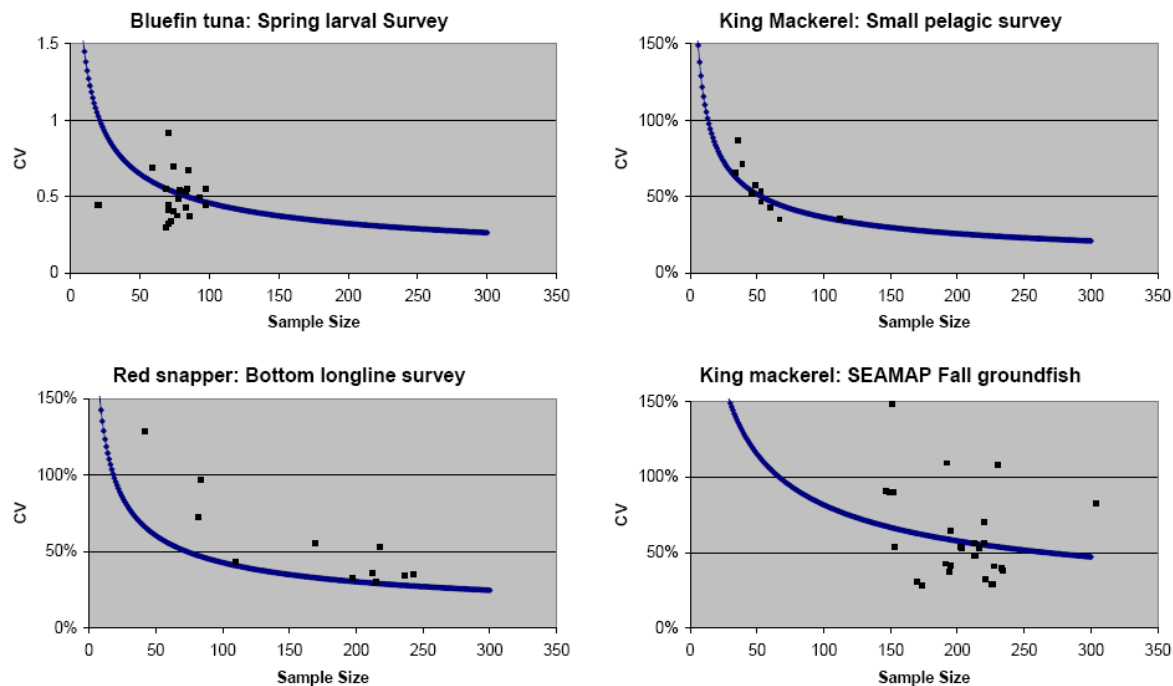 Bluefin tuna: Spring larval Survey
1.5
1
0.5
0
CV
0 50 100 150 200 250 300 350
Sample Size
King Mackerel: Small pelagic survey
150%
100%
50%
0%
CV
0 50 100 150 200 250 300 350
Sample Size
Red snapper: Bottom longline survey
150%
100%
50%
0%
CV
0 50 100 150 200 250 300 350
Sample Size
King mackerel: SEAMAP Fall groundfish
150%
100%
50%
0%
CV
0 50 100 150 200 250 300 350
Sample Size